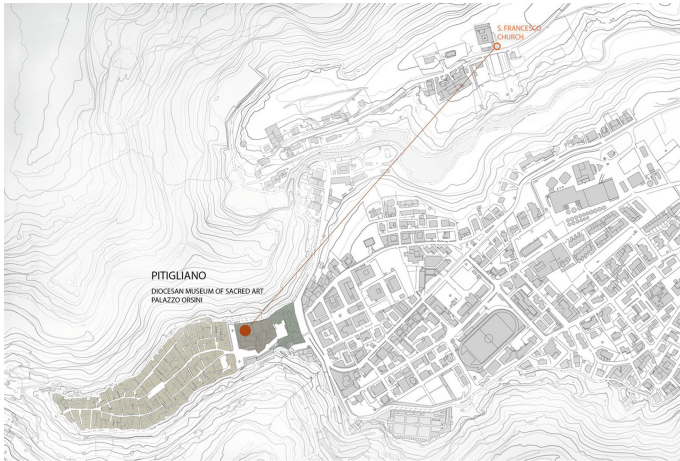 S. FRANCESCO
CHURCH
PITIGLIANO
DIOCESAN MUSEUM OF SACRED ART
PALAZZO ORSINI